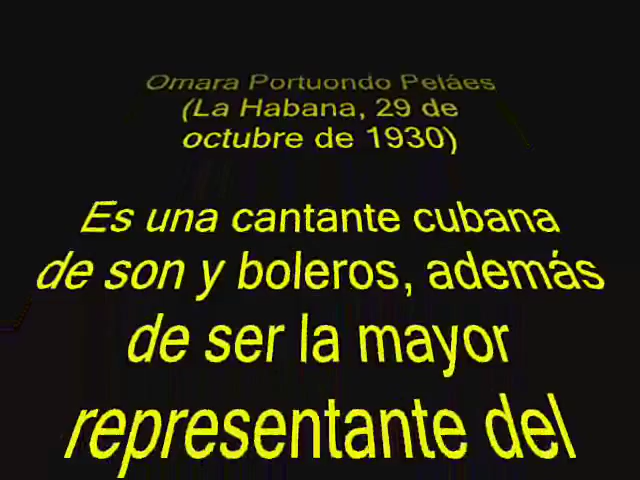 Omara Portuondo Peláes
(La Habana, 29 de
octubre de 1930)
Es una cantante cubana
de son y boleros, además
de ser la mayor
representante del